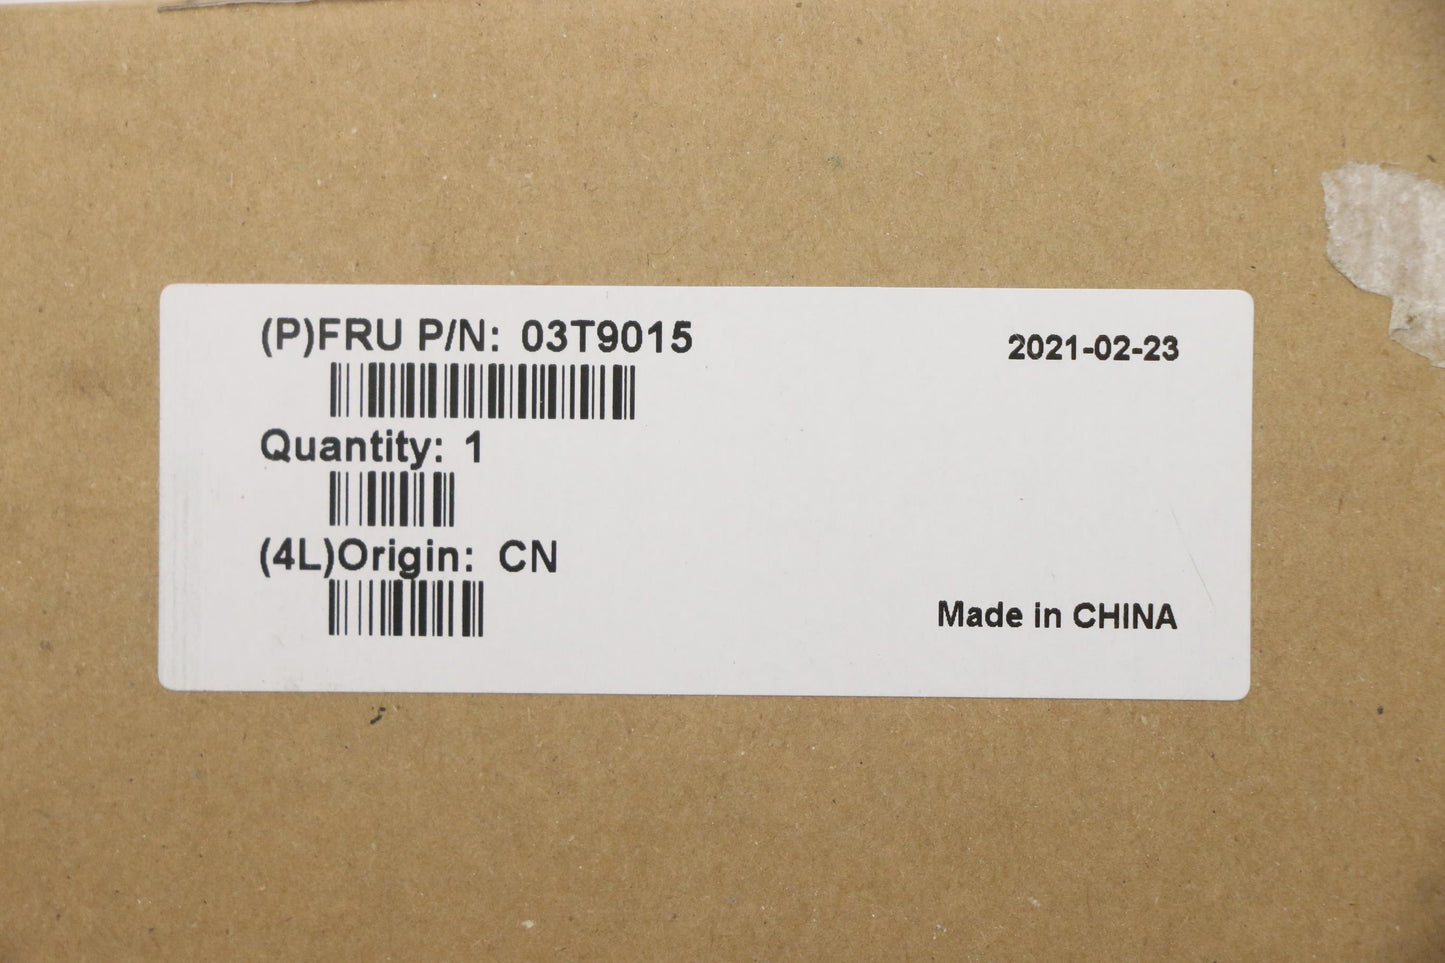 (P)FRU P/N: 03T9015
2021-02-23
Quantity: 1
(4L)Origin: CN
Made in CHINA